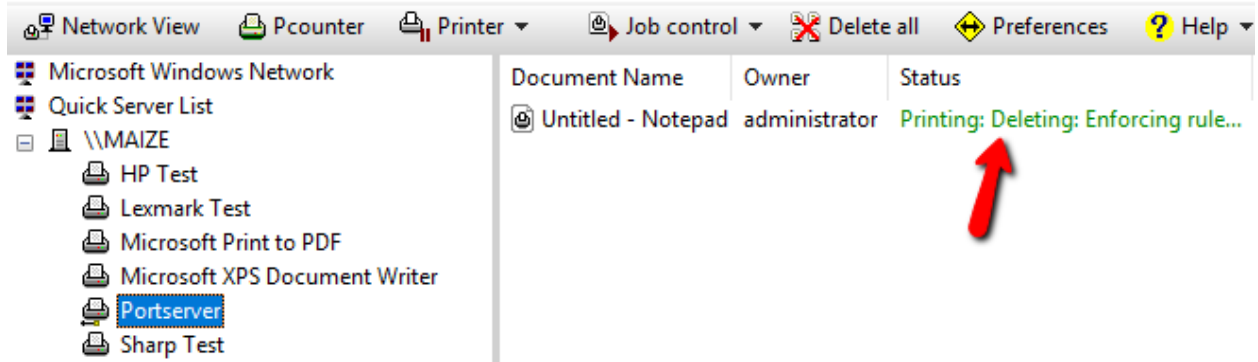 Network View Pcounter Printer Job control Delete all Preferences Help
Microsoft Windows Network
Quick Server List
\\MAIZE
HP Test
Lexmark Test
Microsoft Print to PDF
Microsoft XPS Document Writer
Portserver
Sharp Test
Document Name Owner Status
Untitled - Notepad administrator Printing: Deleting: Enforcing rule...